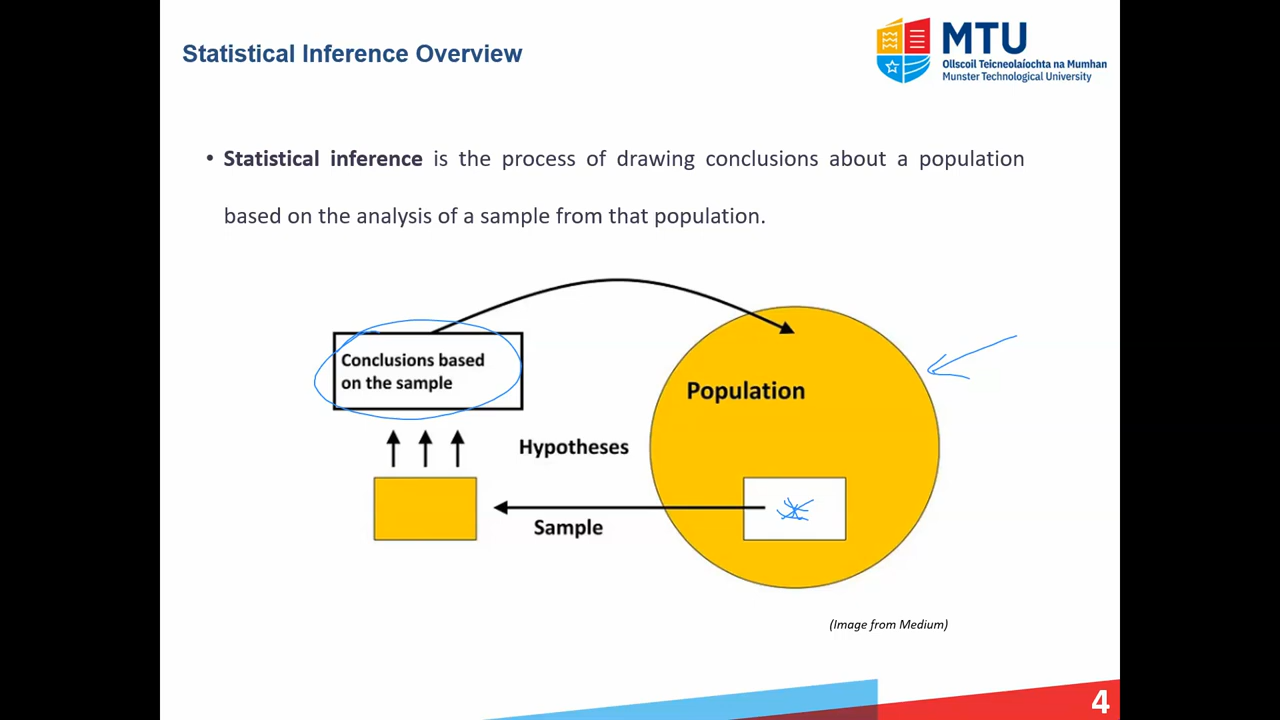 Statistical Inference Overview
MTU
Ollscoil Teicneolaíochta na Mumhan
Munster Technological University
• Statistical inference is the process of drawing conclusions about a population
based on the analysis of a sample from that population.
Conclusions based
on the sample
Population
Hypotheses
Sample
(Image from Medium)
4